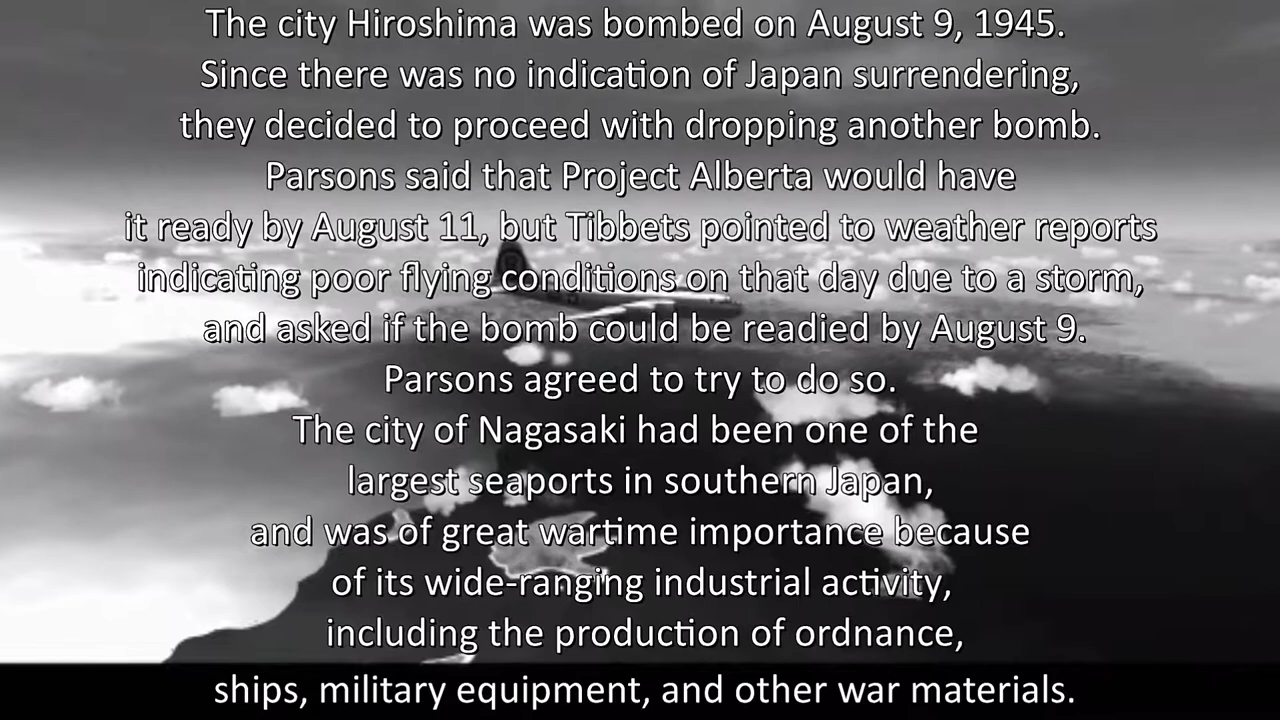 The city Hiroshima was bombed on August 9, 1945.
Since there was no indication of Japan surrendering,
they decided to proceed with dropping another bomb.
Parsons said that Project Alberta would have
it ready by August 11, but Tibbets pointed to weather reports
indicating poor flying conditions on that day due to a storm,
and asked if the bomb could be readied by August 9.
Parsons agreed to try to do so.
The city of Nagasaki had been one of the
largest seaports in southern Japan,
and was of great wartime importance because
of its wide-ranging industrial activity,
including the production of ordnance,
ships, military equipment, and other war materials.